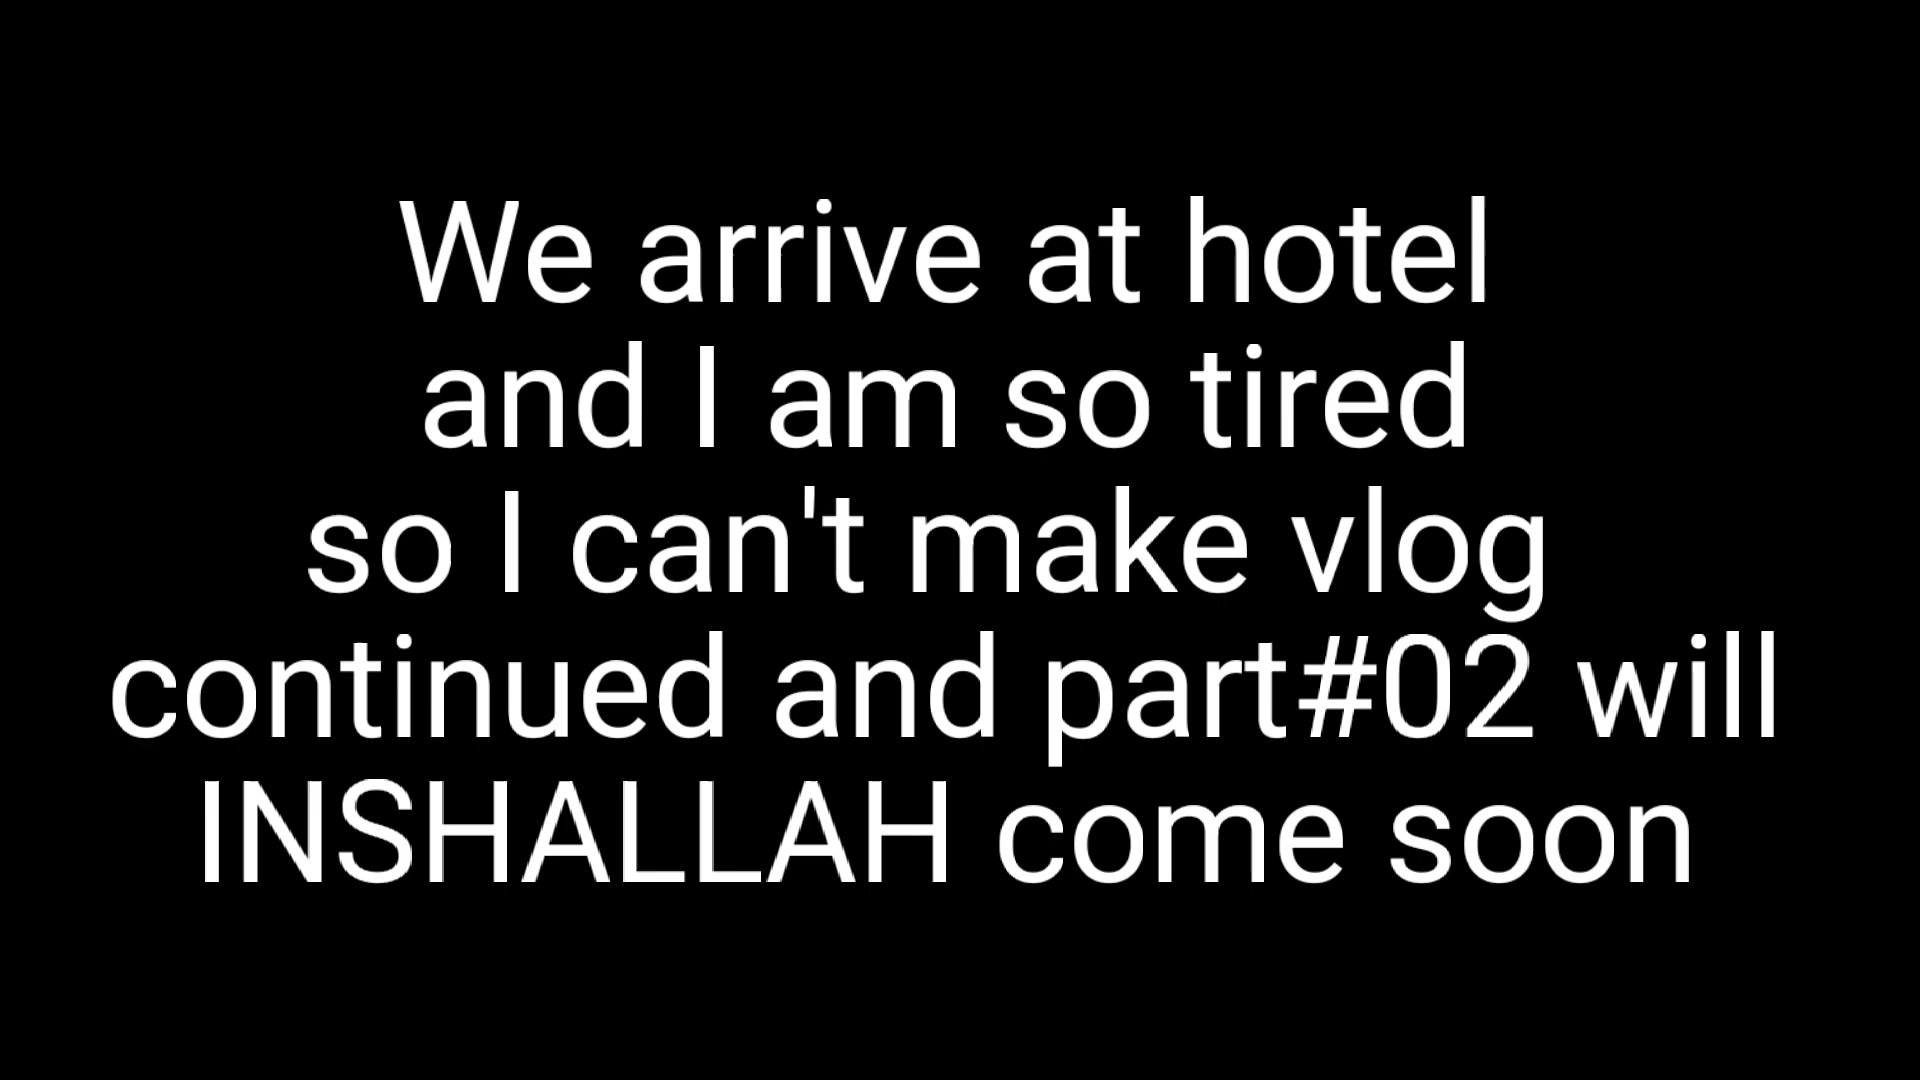 We arrive at hotel
and I am so tired
so I can't make vlog
continued and part#02 will
INSHALLAH come soon